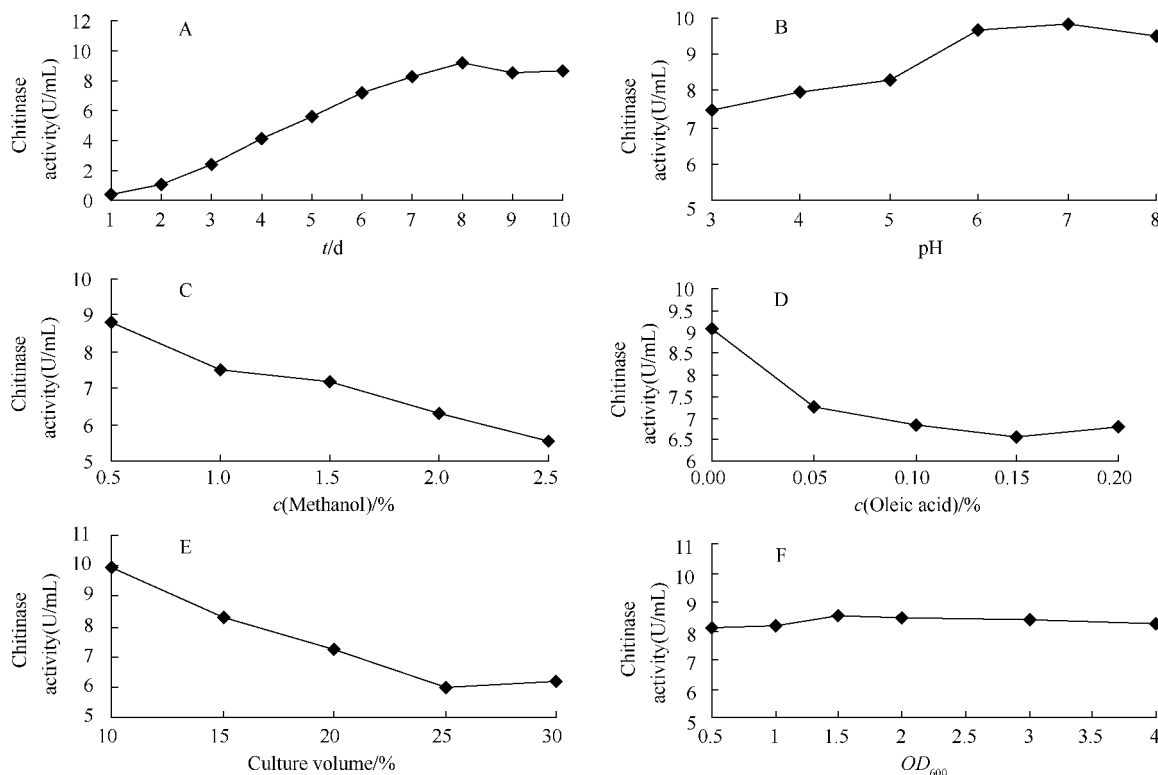 A
Chitinase
activity(U/mL)
12
10
8
6
4
2
0
1 2 3 4 5 6 7 8 9 10
t/d
B
Chitinase
activity(U/mL)
10
9
8
7
6
5
3 4 5 6 7 8
pH
C
Chitinase
activity(U/mL)
10
9
8
7
6
5
0.5 1.0 1.5 2.0 2.5
c(Methanol)/%
D
Chitinase
activity(U/mL)
10
9.5
9
8.5
8
7.5
7
6.5
6
0.00 0.05 0.10 0.15 0.20
c(Oleic acid)/%
E
Chitinase
activity(U/mL)
11
10
9
8
7
6
5
10 15 20 25 30
Culture volume/%
F
Chitinase
activity(U/mL)
11
10
9
8
7
6
5
0.5 1 1.5 2 2.5 3 3.5 4
OD600